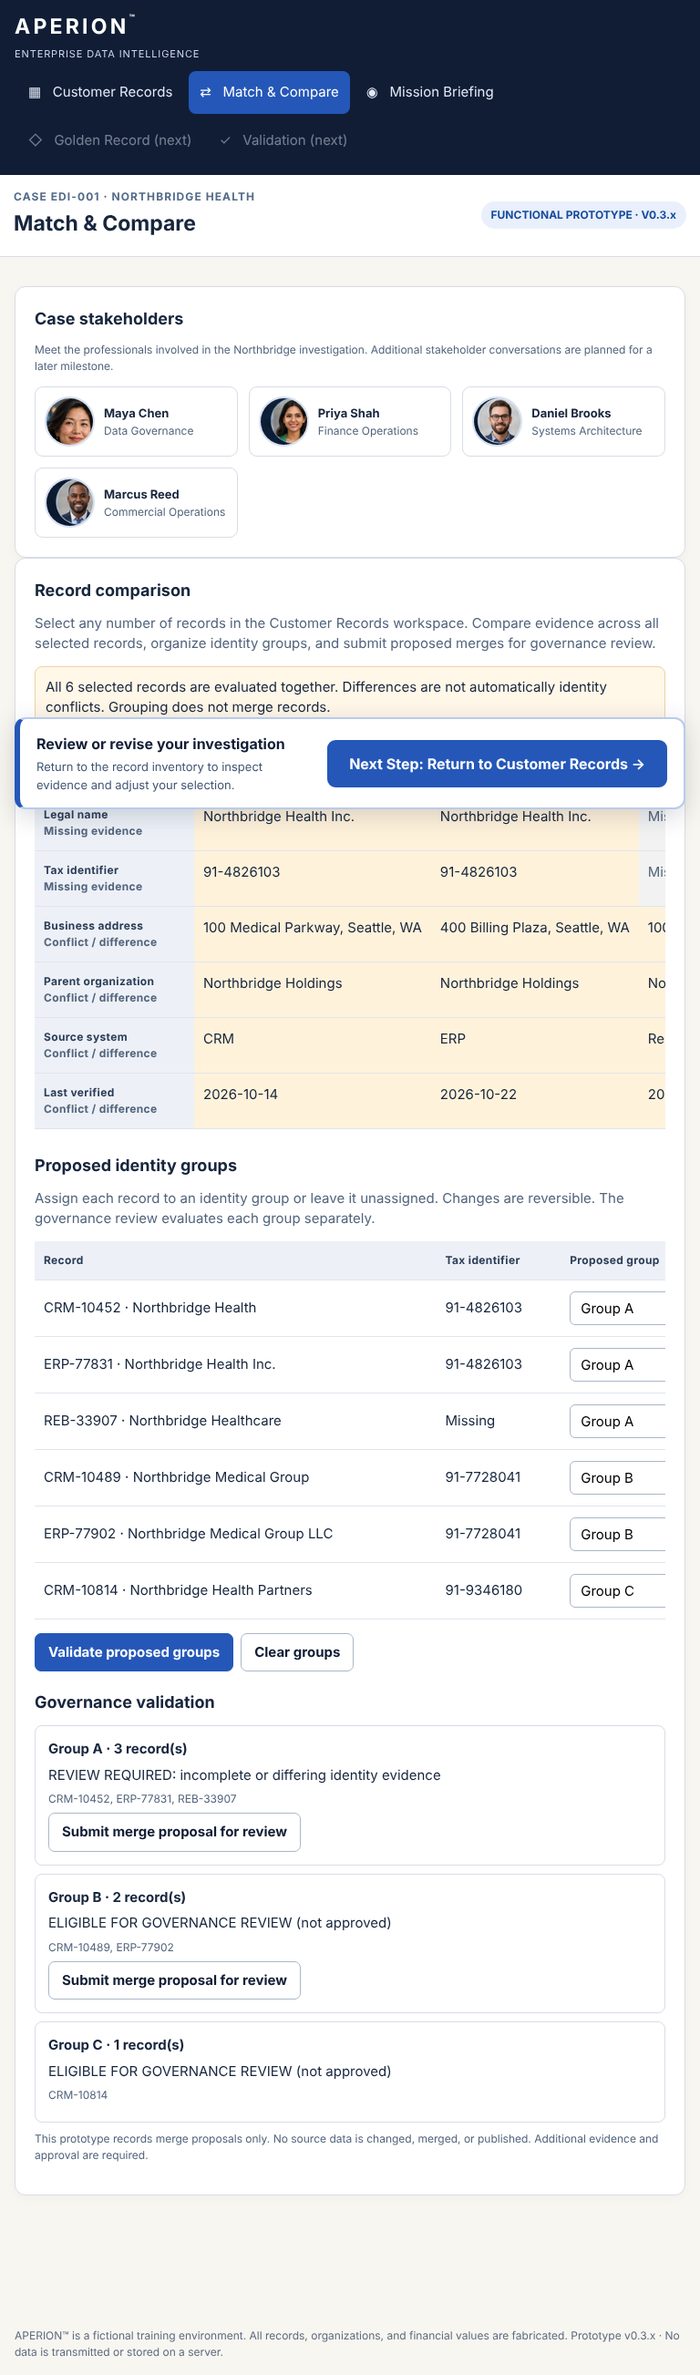 APERION™
ENTERPRISE DATA INTELLIGENCE
▦ Customer Records
⇄ Match & Compare
◉ Mission Briefing
◇ Golden Record (next)
✓ Validation (next)
CASE EDI-001 · NORTHBRIDGE HEALTH
Match & Compare
FUNCTIONAL PROTOTYPE · V0.3.x
Case stakeholders
Meet the professionals involved in the Northbridge investigation. Additional stakeholder conversations are planned for a
later milestone.
Maya Chen
Data Governance
Priya Shah
Finance Operations
Daniel Brooks
Systems Architecture
Marcus Reed
Commercial Operations
Record comparison
Select any number of records in the Customer Records workspace. Compare evidence across all
selected records, organize identity groups, and submit proposed merges for governance review.
All 6 selected records are evaluated together. Differences are not automatically identity
conflicts. Grouping does not merge records.
Review or revise your investigation
Return to the record inventory to inspect
evidence and adjust your selection.
Next Step: Return to Customer Records →
Legal name
Missing evidence
Northbridge Health Inc.
Northbridge Health Inc.
Mis
Tax identifier
Missing evidence
91-4826103
91-4826103
Mis
Business address
Conflict / difference
100 Medical Parkway, Seattle, WA
400 Billing Plaza, Seattle, WA
100
Parent organization
Conflict / difference
Northbridge Holdings
Northbridge Holdings
No
Source system
Conflict / difference
CRM
ERP
Re
Last verified
Conflict / difference
2026-10-14
2026-10-22
20
Proposed identity groups
Assign each record to an identity group or leave it unassigned. Changes are reversible. The
governance review evaluates each group separately.
Record Tax identifier Proposed group
CRM-10452 · Northbridge Health 91-4826103 Group A
ERP-77831 · Northbridge Health Inc. 91-4826103 Group A
REB-33907 · Northbridge Healthcare Missing Group A
CRM-10489 · Northbridge Medical Group 91-7728041 Group B
ERP-77902 · Northbridge Medical Group LLC 91-7728041 Group B
CRM-10814 · Northbridge Health Partners 91-9346180 Group C
Validate proposed groups
Clear groups
Governance validation
Group A · 3 record(s)
REVIEW REQUIRED: incomplete or differing identity evidence
CRM-10452, ERP-77831, REB-33907
Submit merge proposal for review
Group B · 2 record(s)
ELIGIBLE FOR GOVERNANCE REVIEW (not approved)
CRM-10489, ERP-77902
Submit merge proposal for review
Group C · 1 record(s)
ELIGIBLE FOR GOVERNANCE REVIEW (not approved)
CRM-10814
This prototype records merge proposals only. No source data is changed, merged, or published. Additional evidence and
approval are required.
APERION™ is a fictional training environment. All records, organizations, and financial values are fabricated. Prototype v0.3.x · No
data is transmitted or stored on a server.